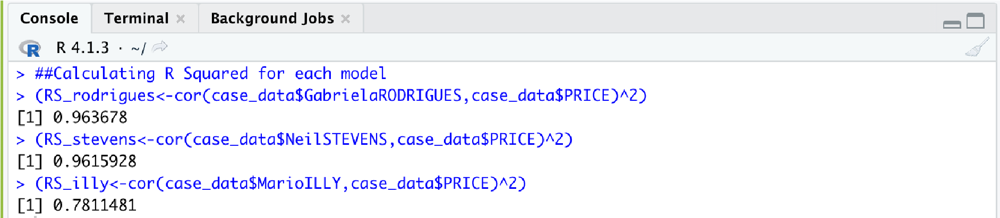 Console Terminal × Background Jobs ×
R R 4.1.3 · ~/
> ##Calculating R Squared for each model
> (RS_rodrigues<-cor(case_data$GabrielaRODRIGUES,case_data$PRICE)^2)
[1] 0.963678
> (RS_stevens<-cor(case_data$NeilSTEVENS,case_data$PRICE)^2)
[1] 0.9615928
> (RS_illy<-cor(case_data$MarioILLY,case_data$PRICE)^2)
[1] 0.7811481